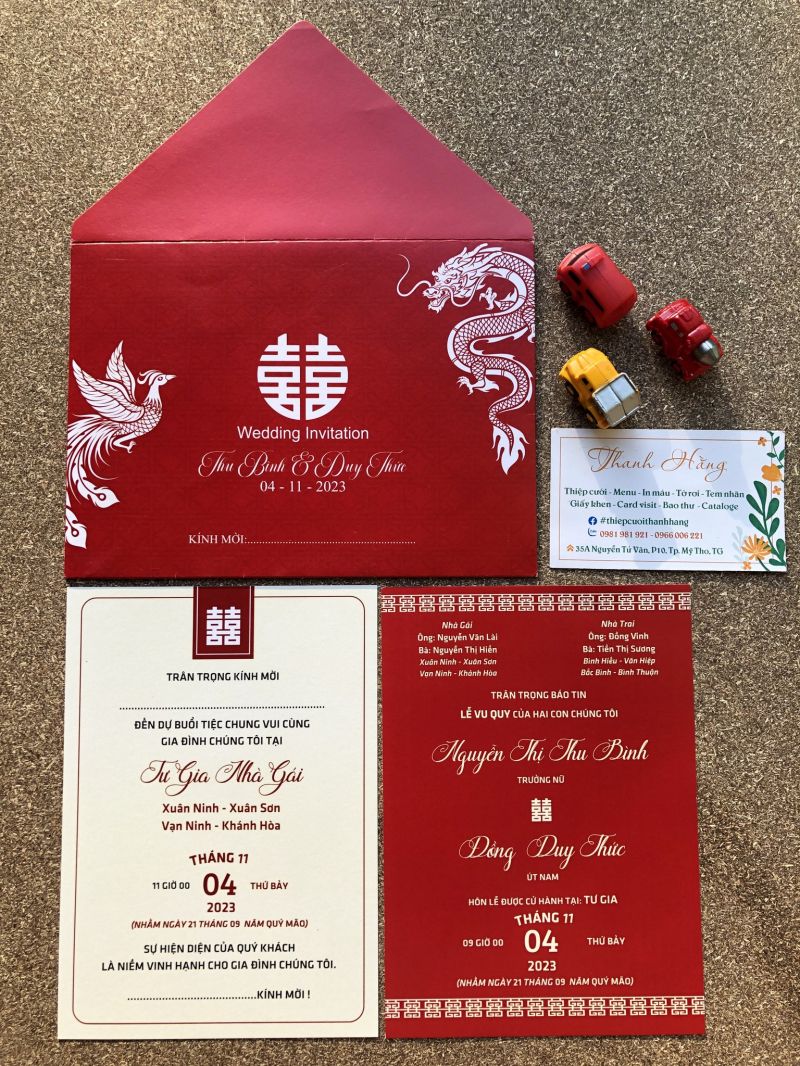 囍
Wedding Invitation
Thu Bình & Duy Thức
04 - 11 - 2023
KÍNH MỜI:..........................................................
Thanh Hằng
Thiệp cưới - Menu - In màu - Tờ rơi - Tem nhãn
Giấy khen - Card visit - Bao thư - Cataloge
#thiepcuoithanhhang
0981 981 921 - 0966 006 221
35A Nguyễn Tử Vân, P10, Tp. Mỹ Tho, TG
囍
TRÂN TRỌNG KÍNH MỜI
..........................................................
ĐẾN DỰ BUỔI TIỆC CHUNG VUI CÙNG
GIA ĐÌNH CHÚNG TÔI TẠI
Tư Gia Nhà Gái
Xuân Ninh - Xuân Sơn
Vạn Ninh - Khánh Hòa
THÁNG 11
11 GIỜ 00 04 THỨ BẢY
2023
(NHẰM NGÀY 21 THÁNG 09 NĂM QUÝ MÃO)
SỰ HIỆN DIỆN CỦA QUÝ KHÁCH
LÀ NIỀM VINH HẠNH CHO GIA ĐÌNH CHÚNG TÔI.
..........................................KÍNH MỜI !
Nhà Gái
Ông: Nguyễn Văn Lài
Bà: Nguyễn Thị Hiền
Xuân Ninh - Xuân Sơn
Vạn Ninh - Khánh Hòa
Nhà Trai
Ông: Đồng Vinh
Bà: Tiến Thị Sương
Bình Hiếu - Văn Hiệp
Bắc Bình - Bình Thuận
TRÂN TRỌNG BÁO TIN
LỄ VU QUY CỦA HAI CON CHÚNG TÔI
Nguyễn Thị Thu Bình
TRƯỞNG NỮ
囍
Đồng Duy Thức
ÚT NAM
HÔN LỄ ĐƯỢC CỬ HÀNH TẠI: TƯ GIA
THÁNG 11
09 GIỜ 00 04 THỨ BẢY
2023
(NHẰM NGÀY 21 THÁNG 09 NĂM QUÝ MÃO)